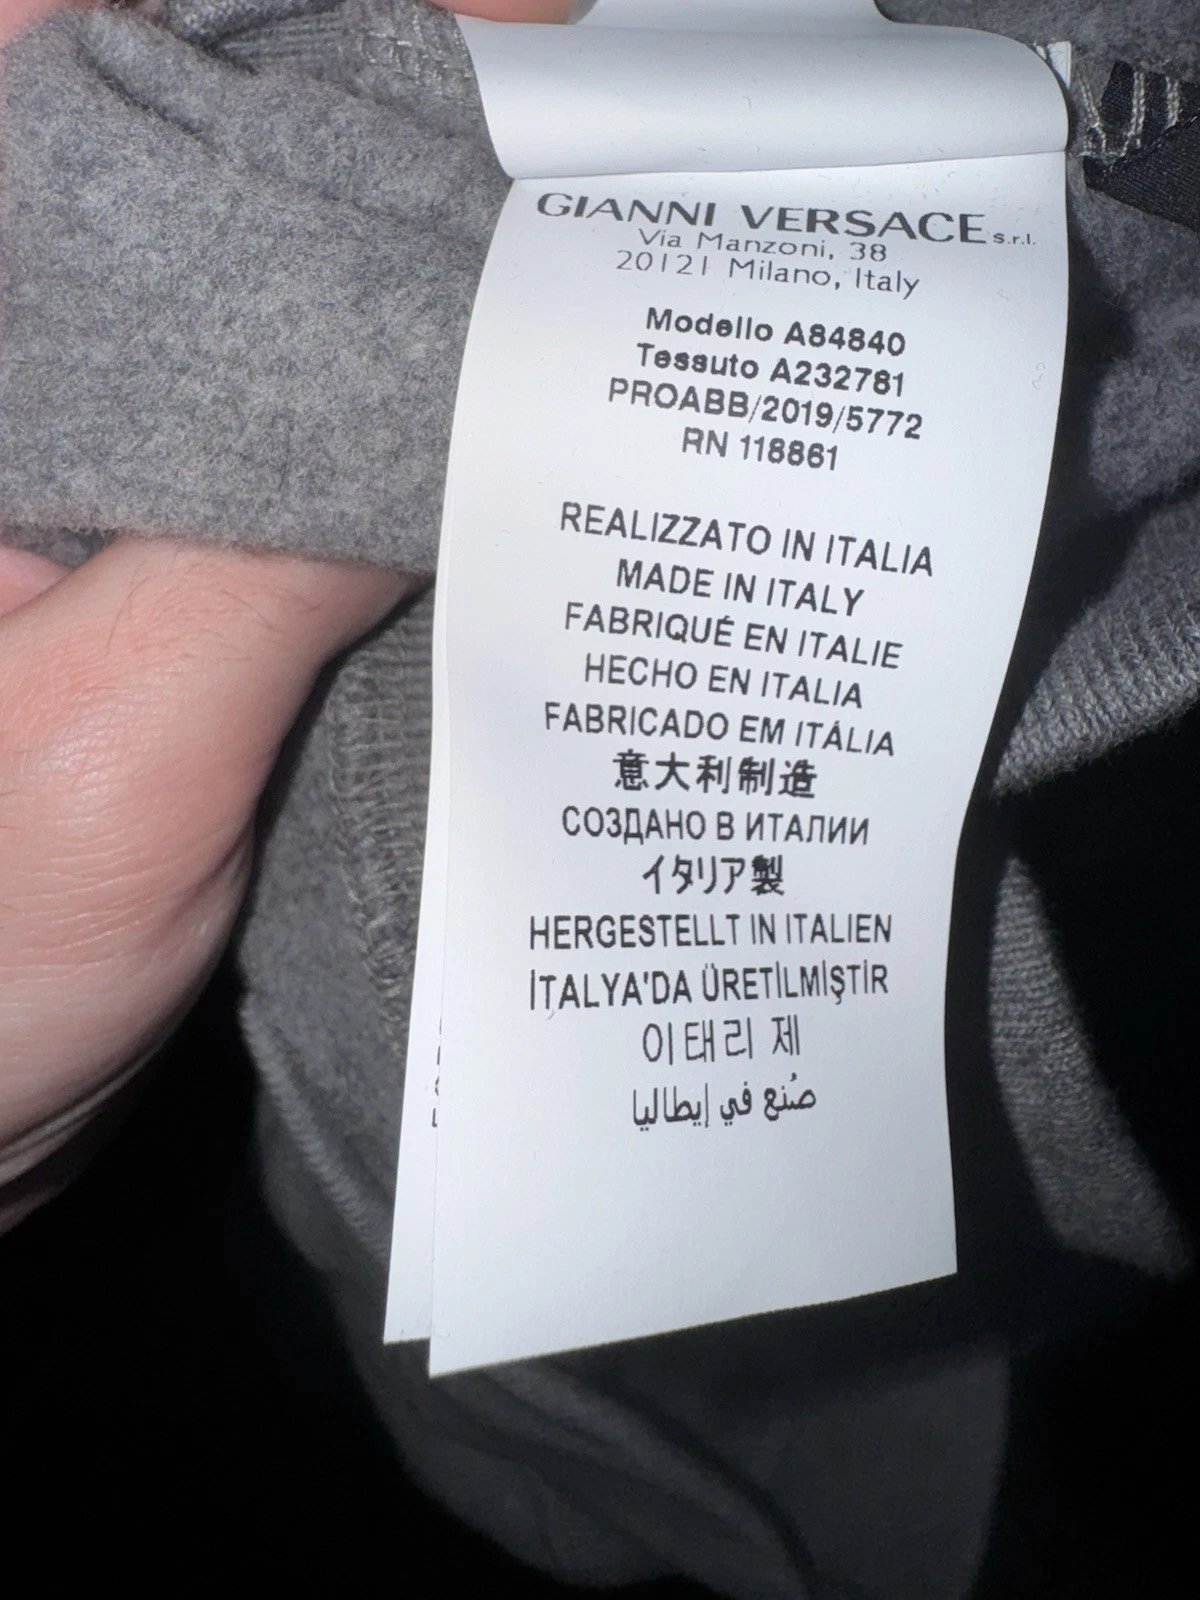 GIANNI VERSACE s.r.l.
Via Manzoni, 38
20121 Milano, Italy
Modello A84840
Tessuto A232781
PROABB/2019/5772
RN 118861
REALIZZATO IN ITALIA
MADE IN ITALY
FABRIQUÉ EN ITALIE
HECHO EN ITALIA
FABRICADO EM ITÁLIA
意大利制造
СОЗДАНО В ИТАЛИИ
イタリア製
HERGESTELLT IN ITALIEN
İTALYA'DA ÜRETİLMİŞTİR
이태리 제
صُنع في إيطاليا